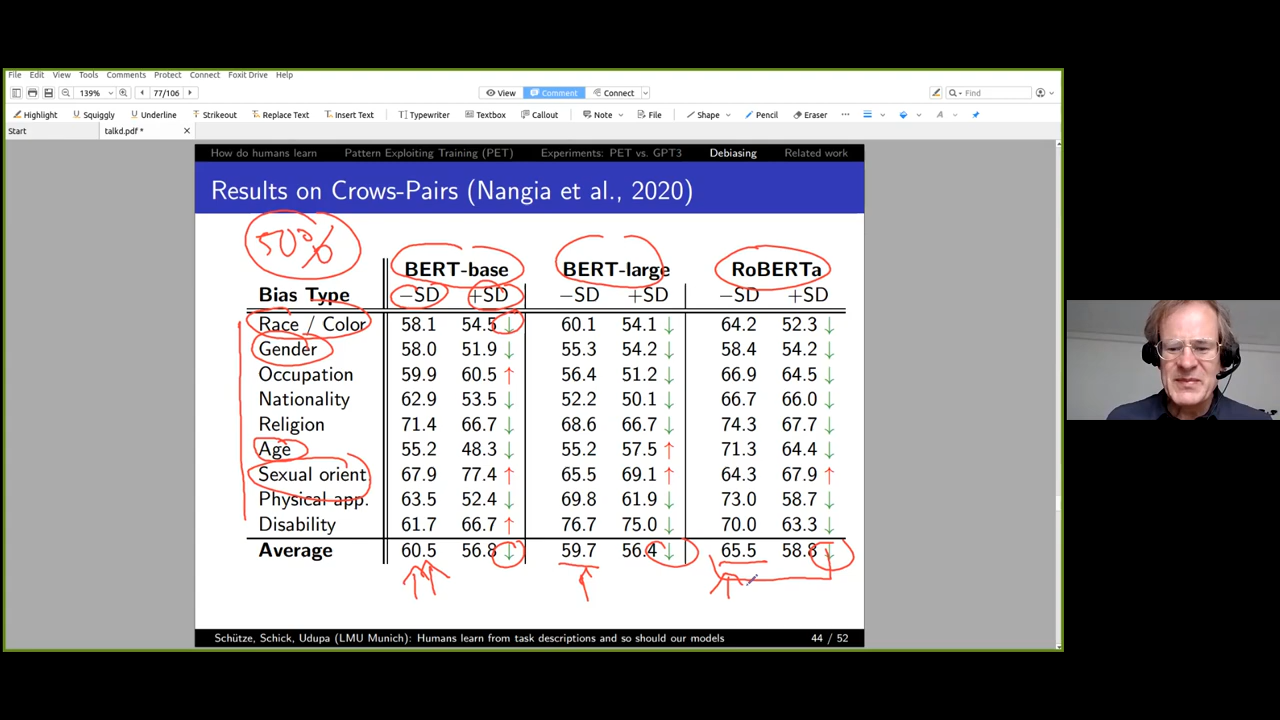 File Edit View Tools Comments Protect Connect Foxit Drive Help
139% 77/106 View Comment Connect Find
Highlight Squiggly Underline Strikeout Replace Text Insert Text Typewriter Textbox Callout Note File Shape Pencil Eraser
Start talkd.pdf *
How do humans learn Pattern Exploiting Training (PET) Experiments: PET vs. GPT3 Debiasing Related work
Results on Crows-Pairs (Nangia et al., 2020)
50%
BERT-base BERT-large RoBERTa
Bias Type −SD +SD −SD +SD −SD +SD
Race / Color 58.1 54.5 ↓ 60.1 54.1 ↓ 64.2 52.3 ↓
Gender 58.0 51.9 ↓ 55.3 54.2 ↓ 58.4 54.2 ↓
Occupation 59.9 60.5 ↑ 56.4 51.2 ↓ 66.9 64.5 ↓
Nationality 62.9 53.5 ↓ 52.2 50.1 ↓ 66.7 66.0 ↓
Religion 71.4 66.7 ↓ 68.6 66.7 ↓ 74.3 67.7 ↓
Age 55.2 48.3 ↓ 55.2 57.5 ↑ 71.3 64.4 ↓
Sexual orient. 67.9 77.4 ↑ 65.5 69.1 ↑ 64.3 67.9 ↑
Physical app. 63.5 52.4 ↓ 69.8 61.9 ↓ 73.0 58.7 ↓
Disability 61.7 66.7 ↑ 76.7 75.0 ↓ 70.0 63.3 ↓
Average 60.5 56.8 ↓ 59.7 56.4 ↓ 65.5 58.8 ↓
Schütze, Schick, Udupa (LMU Munich): Humans learn from task descriptions and so should our models 44 / 52